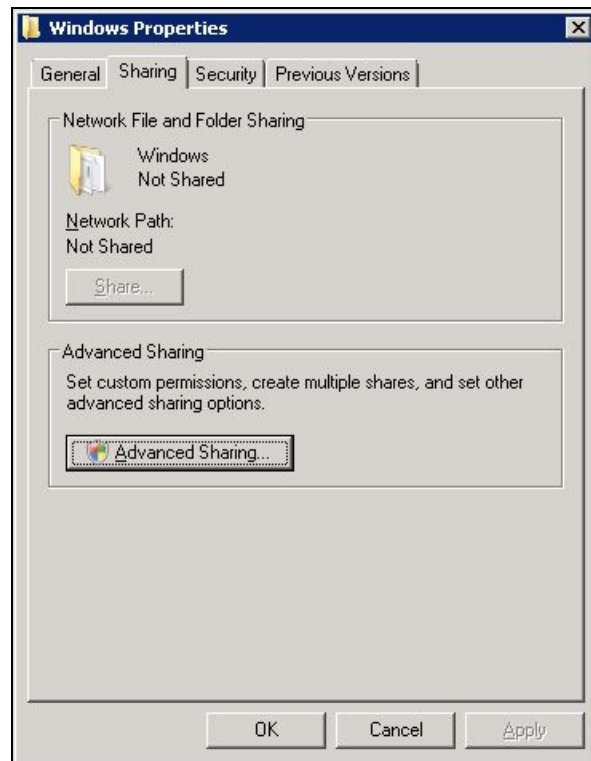 Windows Properties
General Sharing Security Previous Versions
Network File and Folder Sharing
Windows
Not Shared
Network Path:
Not Shared
Share...
Advanced Sharing
Set custom permissions, create multiple shares, and set other
advanced sharing options.
Advanced Sharing...
OK Cancel Apply